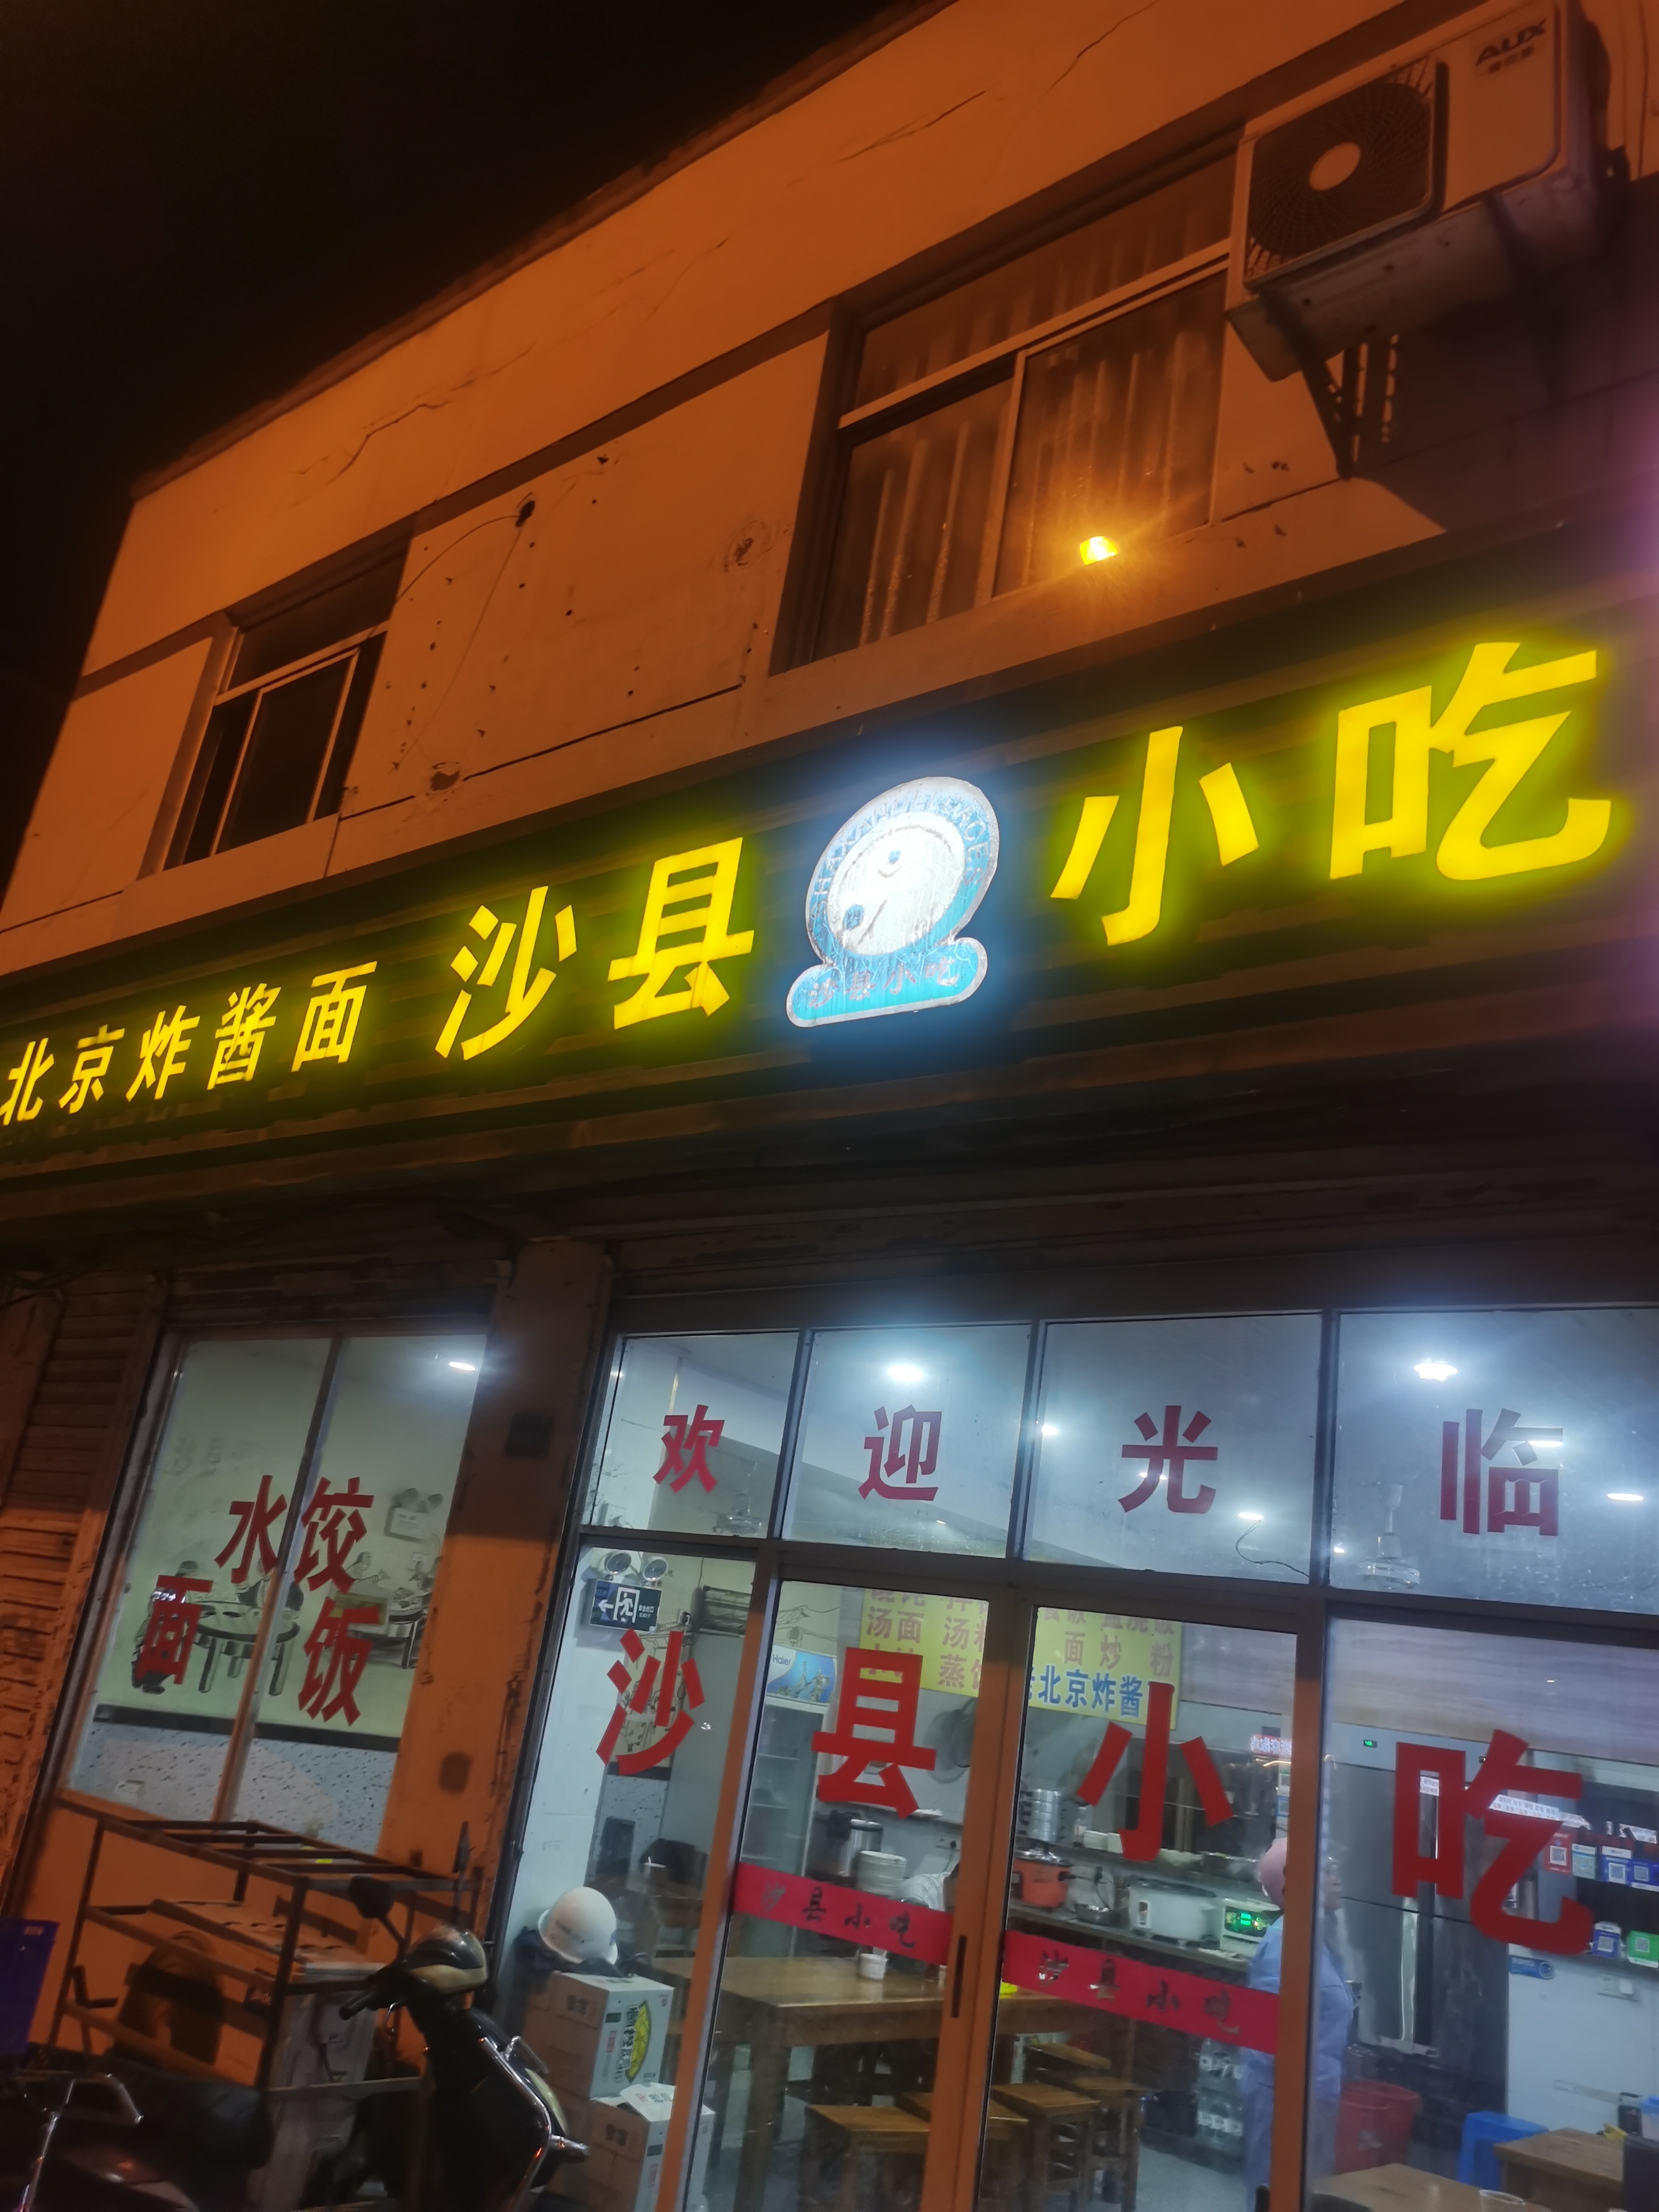 AUX
北京炸酱面 沙县 小吃
沙县小吃
欢迎光临
水饺
面 饭
沙县小吃
汤面
面 炒 粉
北京炸酱
Haier
沙县小吃
沙县小吃